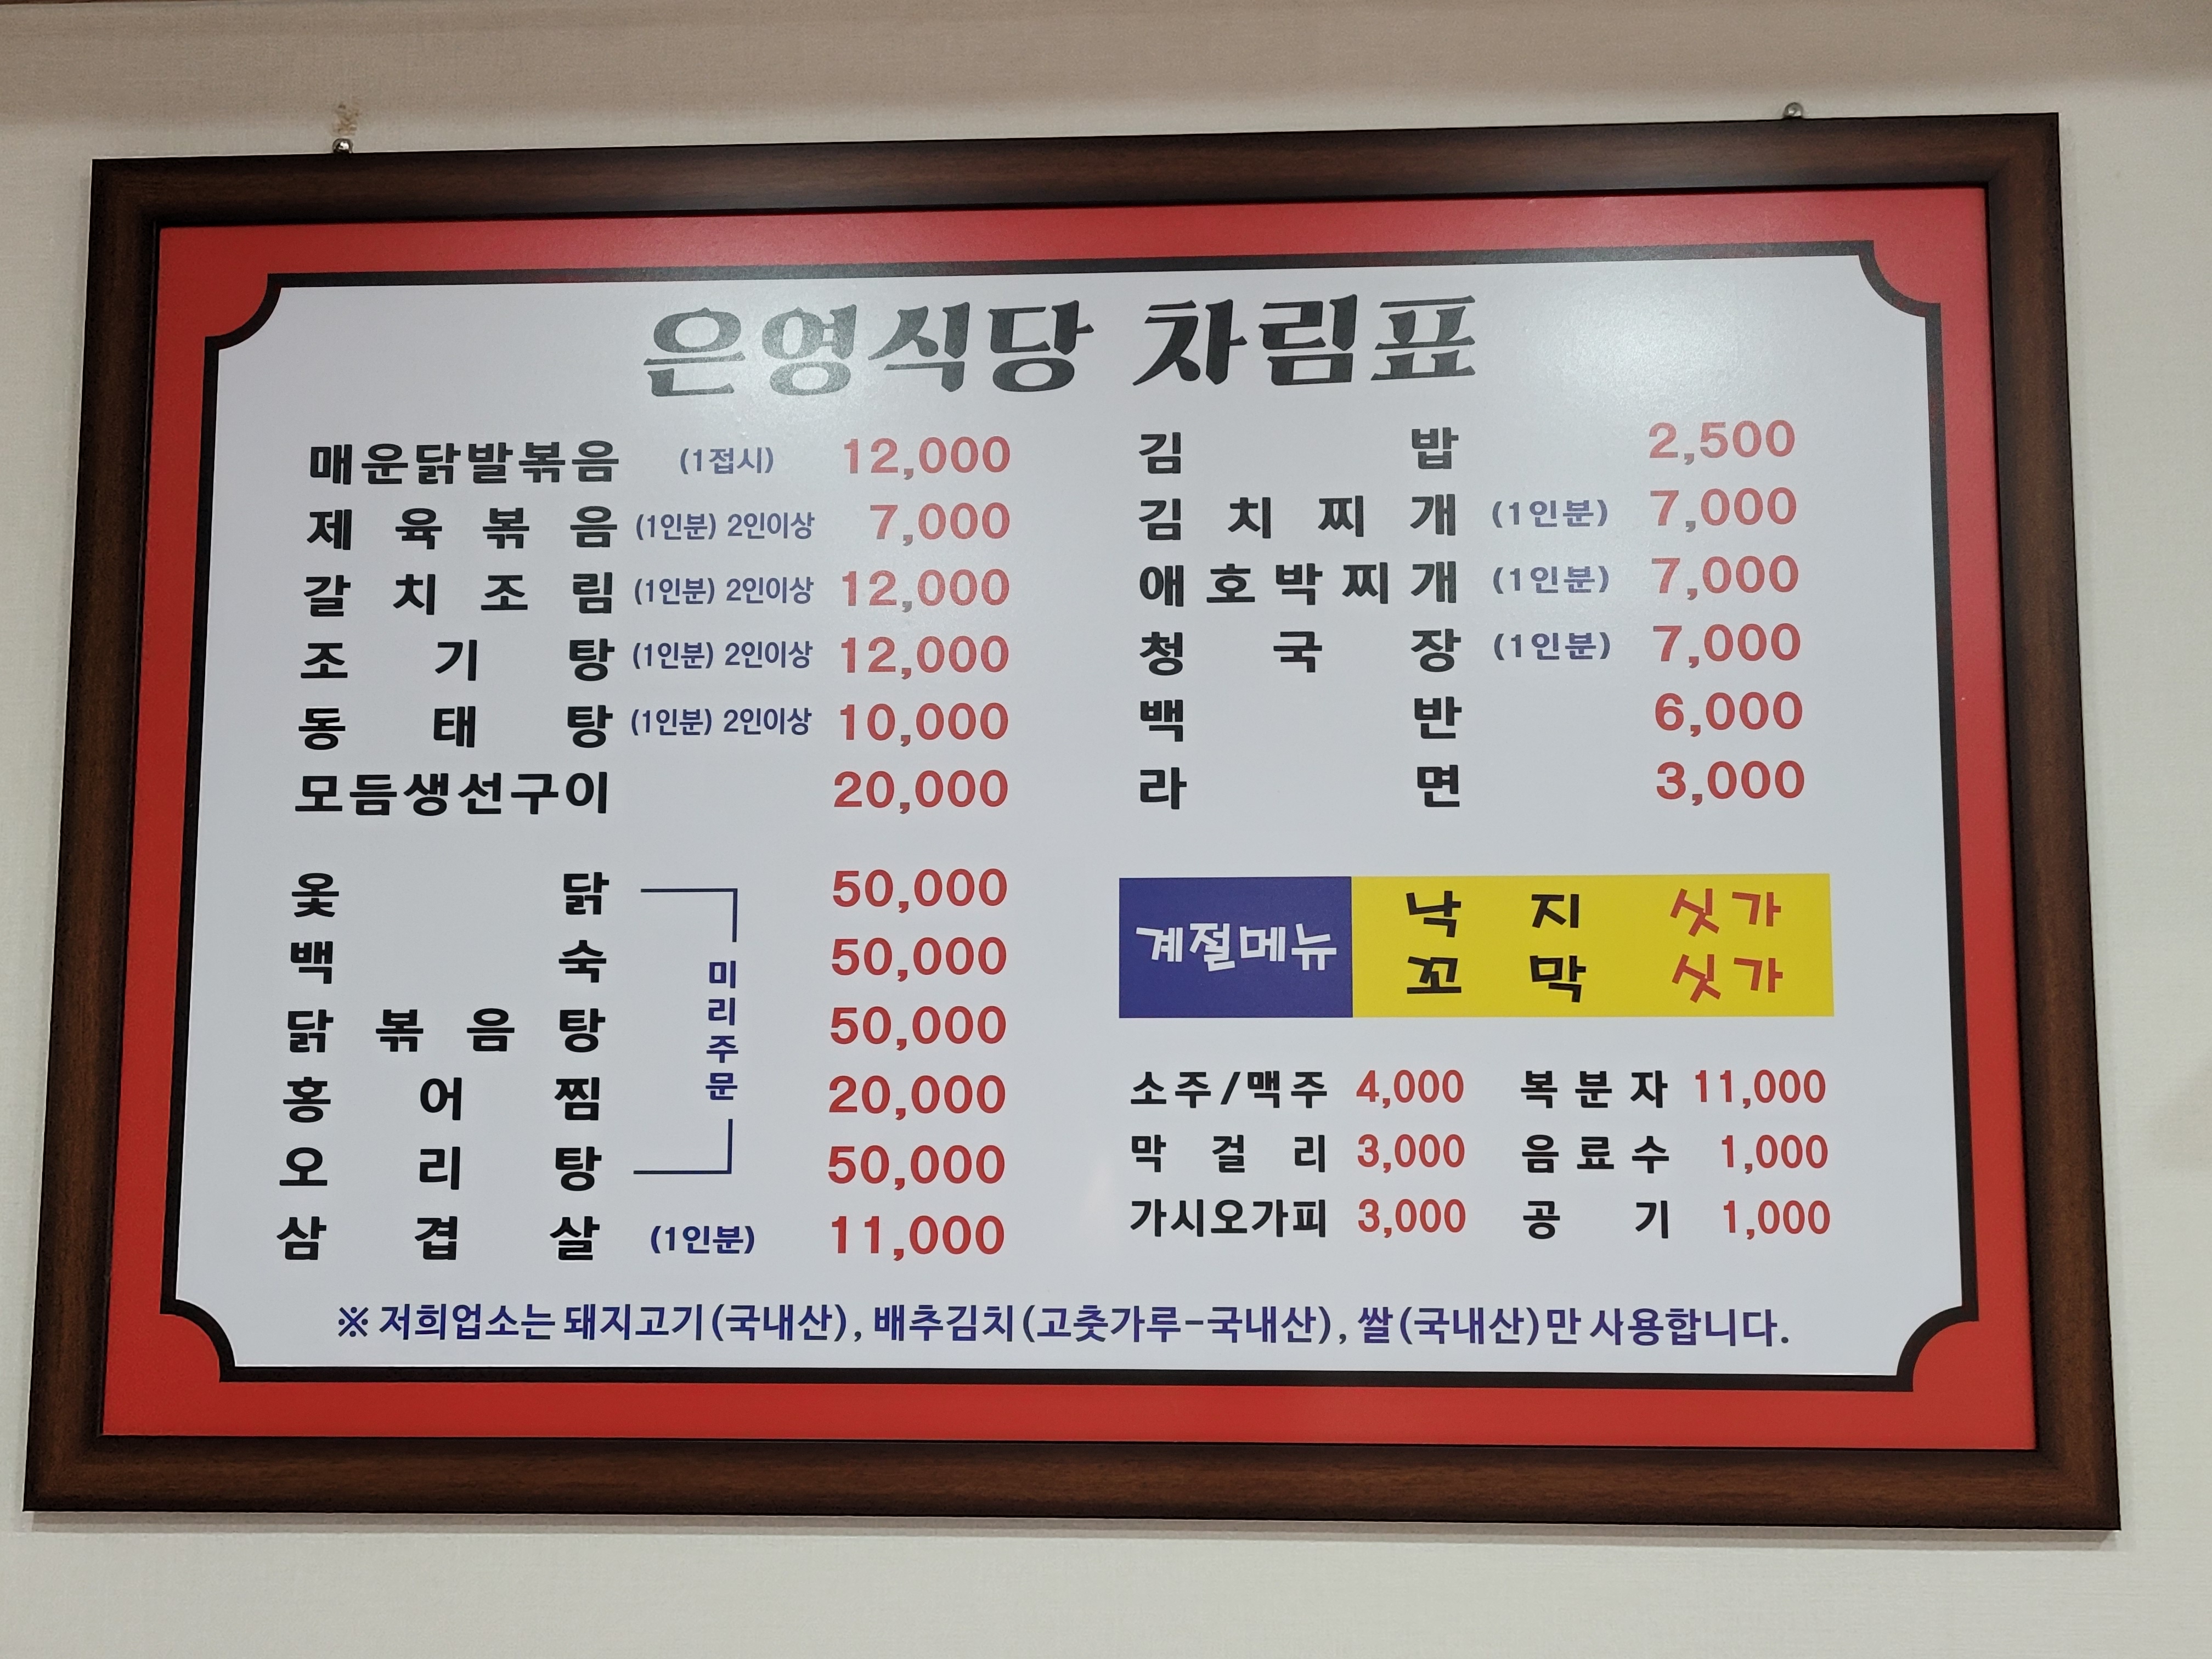 은영식당 차림표
매운닭발볶음 (1접시) 12,000
제육볶음 (1인분) 2인이상 7,000
갈치조림 (1인분) 2인이상 12,000
조기탕 (1인분) 2인이상 12,000
동태탕 (1인분) 2인이상 10,000
모듬생선구이 20,000
옻닭 50,000
백숙 50,000
닭볶음탕 50,000
홍어찜 20,000
오리탕 50,000
미리주문
삼겹살 (1인분) 11,000
김밥 2,500
김치찌개 (1인분) 7,000
애호박찌개 (1인분) 7,000
청국장 (1인분) 7,000
백반 6,000
라면 3,000
계절메뉴
낙지 싯가
꼬막 싯가
소주/맥주 4,000 복분자 11,000
막걸리 3,000 음료수 1,000
가시오가피 3,000 공기 1,000
※ 저희업소는 돼지고기(국내산), 배추김치(고춧가루-국내산), 쌀(국내산)만 사용합니다.